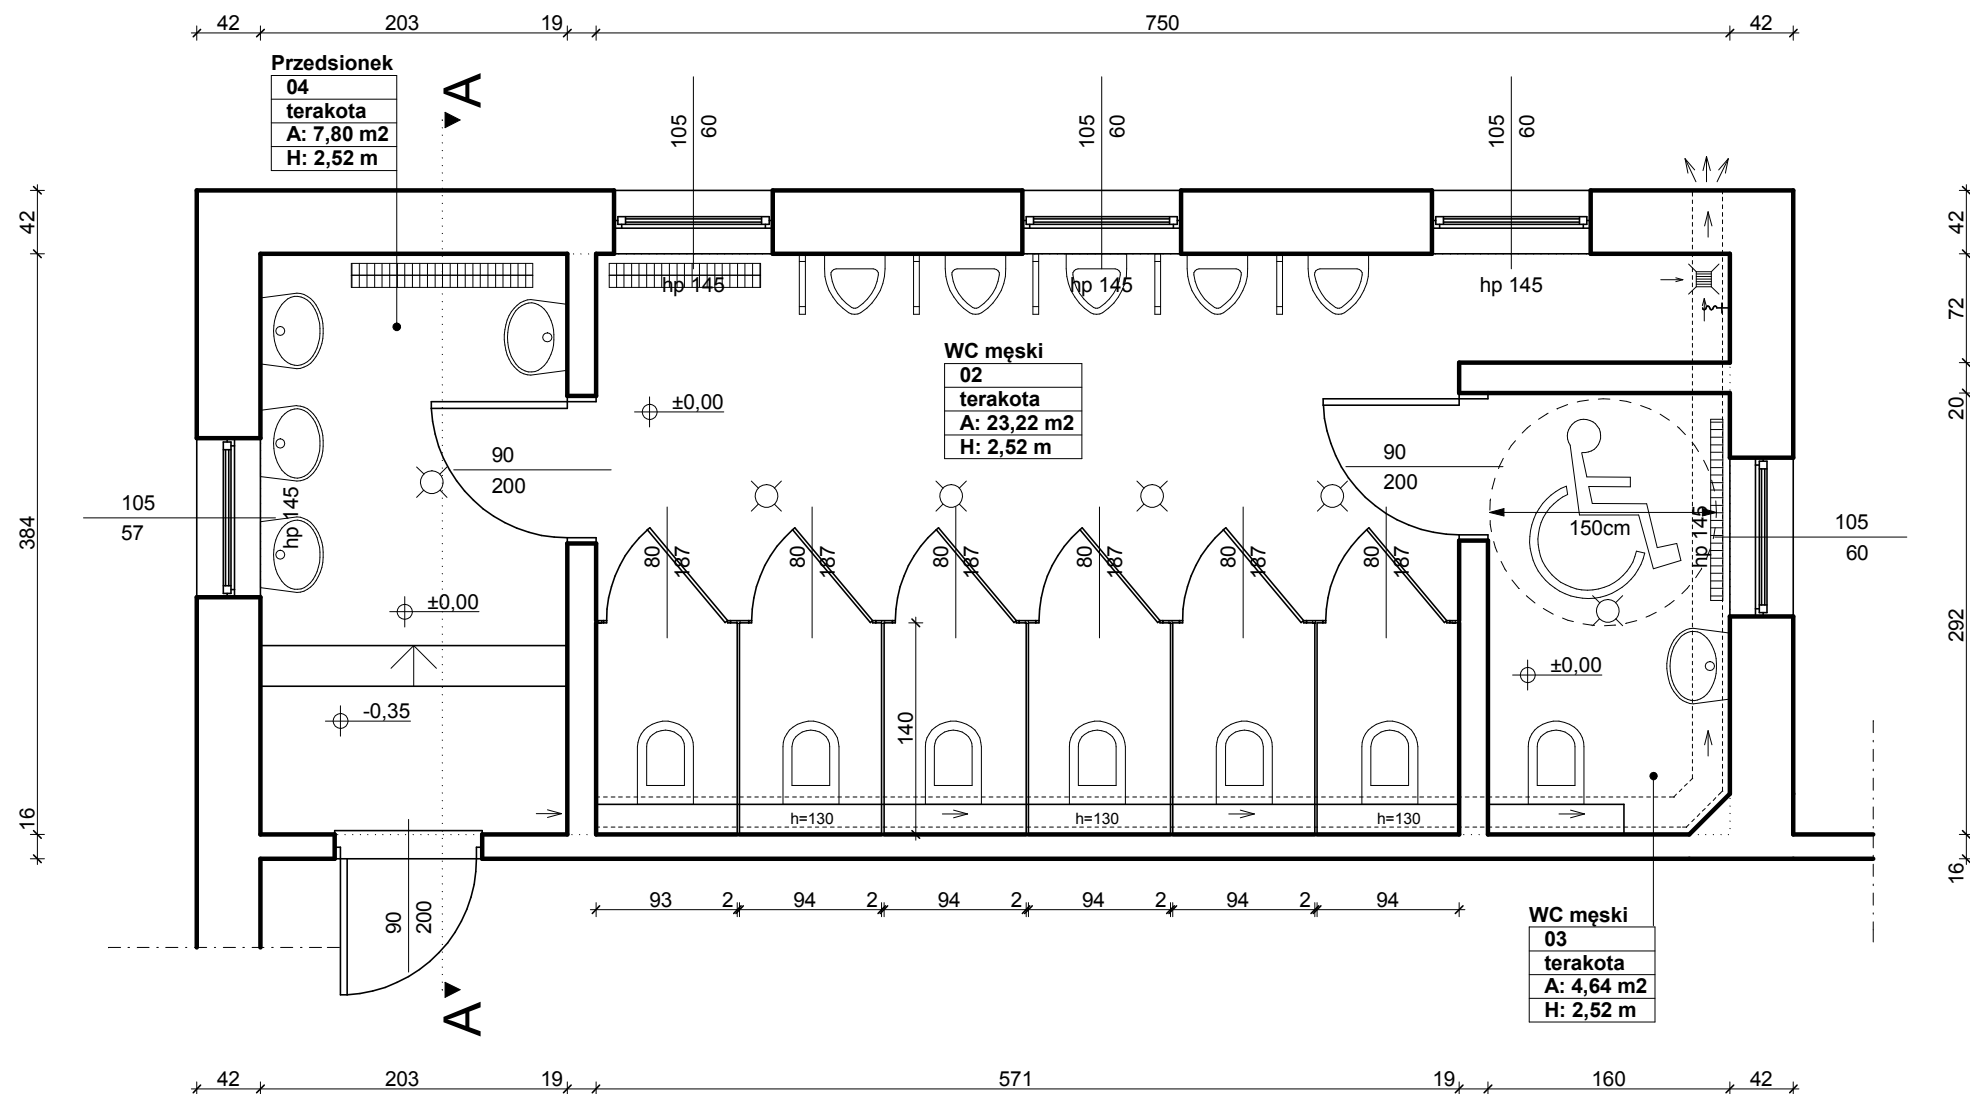 42 203 19 750 42
Przedsionek
04
terakota
A: 7,80 m2
H: 2,52 m
A
105 60
105 60
105 60
42
42
hp 145
hp 145
hp 145
72
WC męski
02
terakota
A: 23,22 m2
H: 2,52 m
±0,00
20
90
200
90
200
105
57
hp 145
384
150cm
hp 145
105
60
80 187
80 187
80 187
80 187
80 187
80 187
±0,00
292
±0,00
-0,35
140
16
h=130
h=130
h=130
16
90 200
93 2 94 2 94 2 94 2 94 2 94
WC męski
03
terakota
A: 4,64 m2
H: 2,52 m
A
42 203 19 571 19 160 42